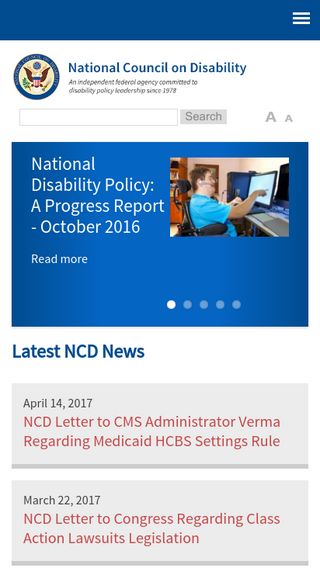 National Council on Disability
An independent federal agency committed to
disability policy leadership since 1978
Search
A A
National
Disability Policy:
A Progress Report
- October 2016
Read more
Latest NCD News
April 14, 2017
NCD Letter to CMS Administrator Verma
Regarding Medicaid HCBS Settings Rule
March 22, 2017
NCD Letter to Congress Regarding Class
Action Lawsuits Legislation